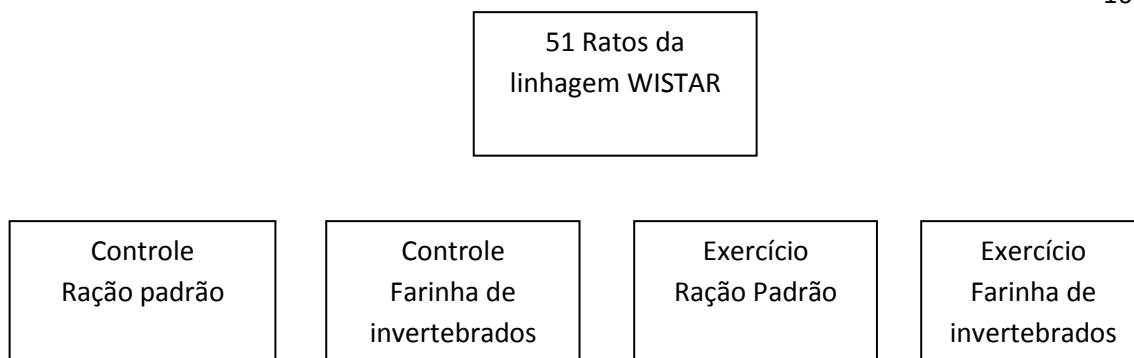 51 Ratos da
linhagem WISTAR
Controle
Ração padrão
Controle
Farinha de
invertebrados
Exercício
Ração Padrão
Exercício
Farinha de
invertebrados